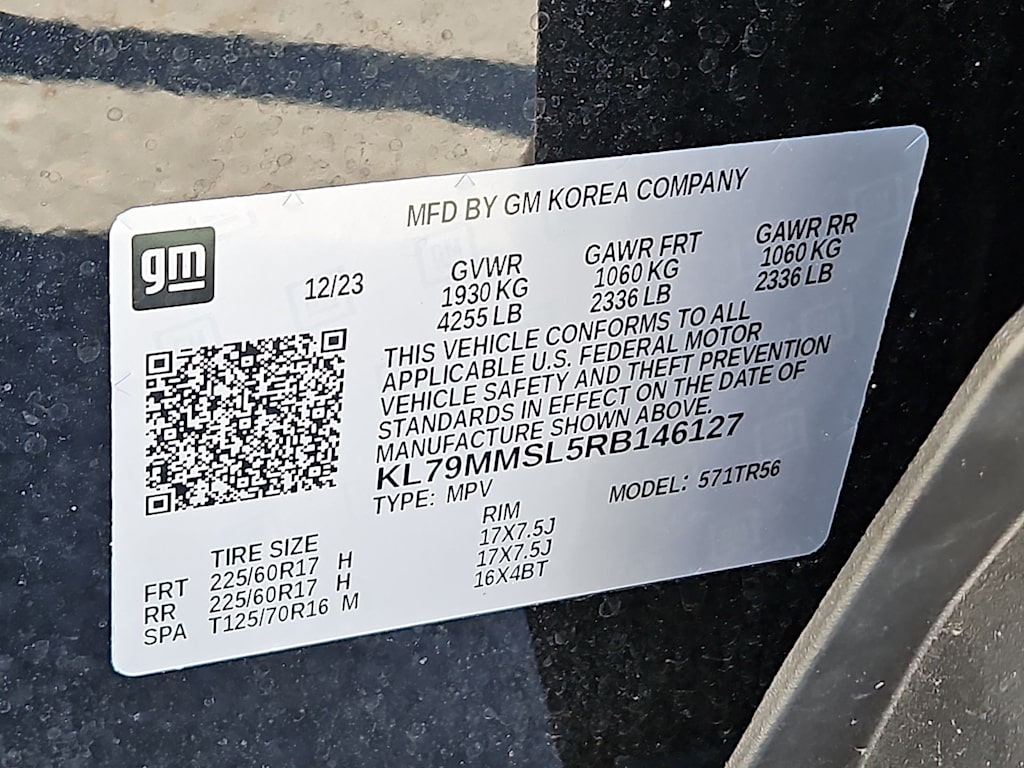 MFD BY GM KOREA COMPANY
gm
12/23
GVWR GAWR FRT GAWR RR
1930 KG 1060 KG 1060 KG
4255 LB 2336 LB 2336 LB
THIS VEHICLE CONFORMS TO ALL
APPLICABLE U.S. FEDERAL MOTOR
VEHICLE SAFETY AND THEFT PREVENTION
STANDARDS IN EFFECT ON THE DATE OF
MANUFACTURE SHOWN ABOVE.
KL79MMSL5RB146127
TYPE: MPV MODEL: 571TR56
TIRE SIZE RIM
FRT 225/60R17 H 17X7.5J
RR 225/60R17 H 17X7.5J
SPA T125/70R16 M 16X4BT